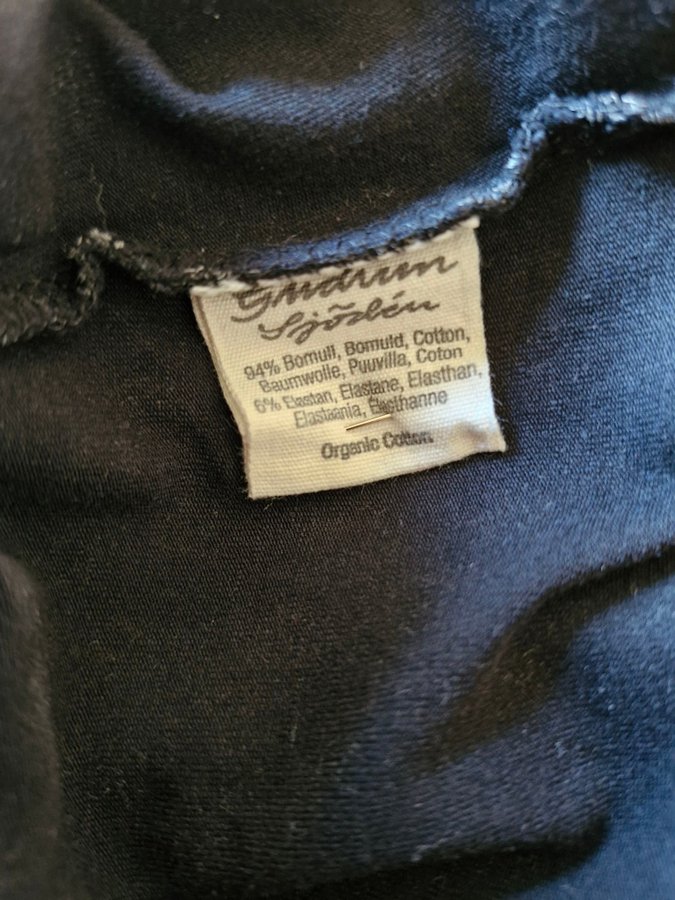 Gudrun
Sjödén
94% Bomull, Bomuld, Cotton,
Baumwolle, Puuvilla, Coton
6% Elastan, Elastane, Elasthan,
Elastaania, Élasthanne
Organic Cotton